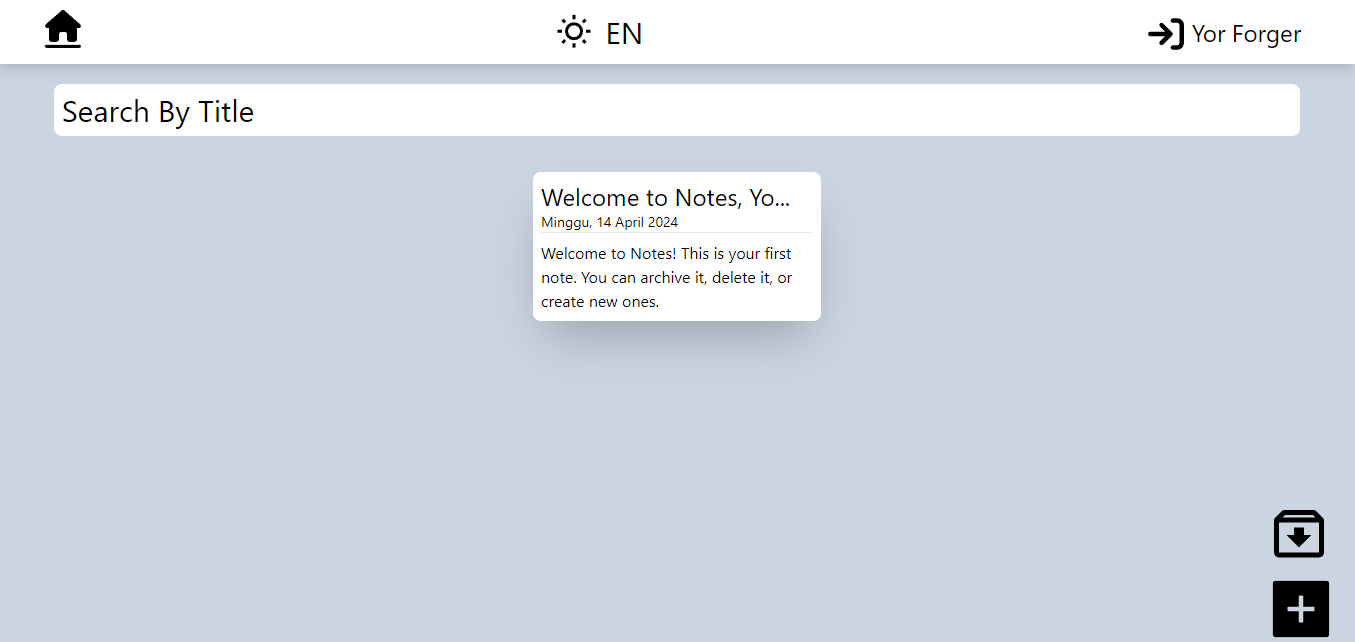 EN
Yor Forger
Search By Title
Welcome to Notes, Yo...
Minggu, 14 April 2024
Welcome to Notes! This is your first
note. You can archive it, delete it, or
create new ones.